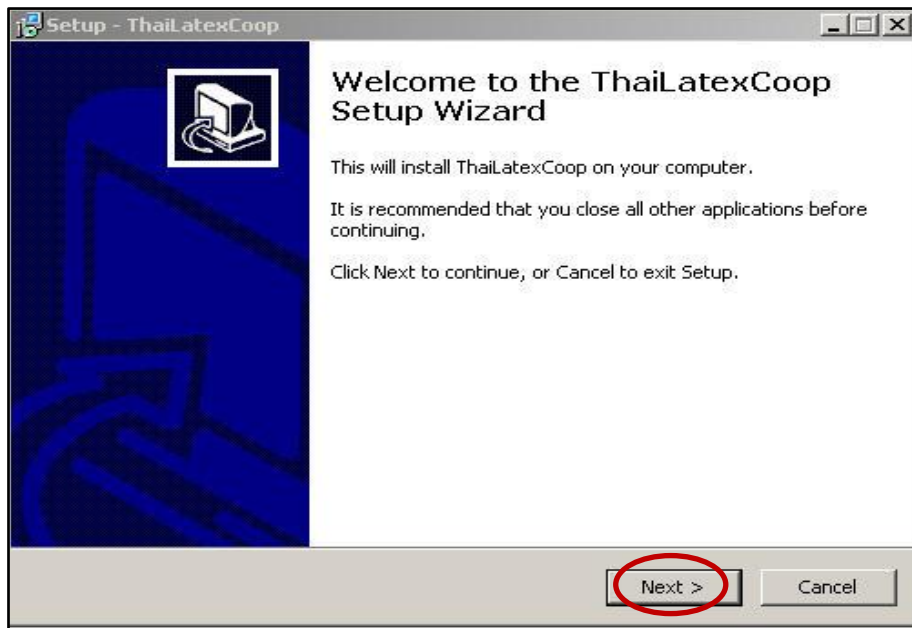 Setup - ThaiLatexCoop
Welcome to the ThaiLatexCoop
Setup Wizard
This will install ThaiLatexCoop on your computer.
It is recommended that you close all other applications before
continuing.
Click Next to continue, or Cancel to exit Setup.
Next >
Cancel